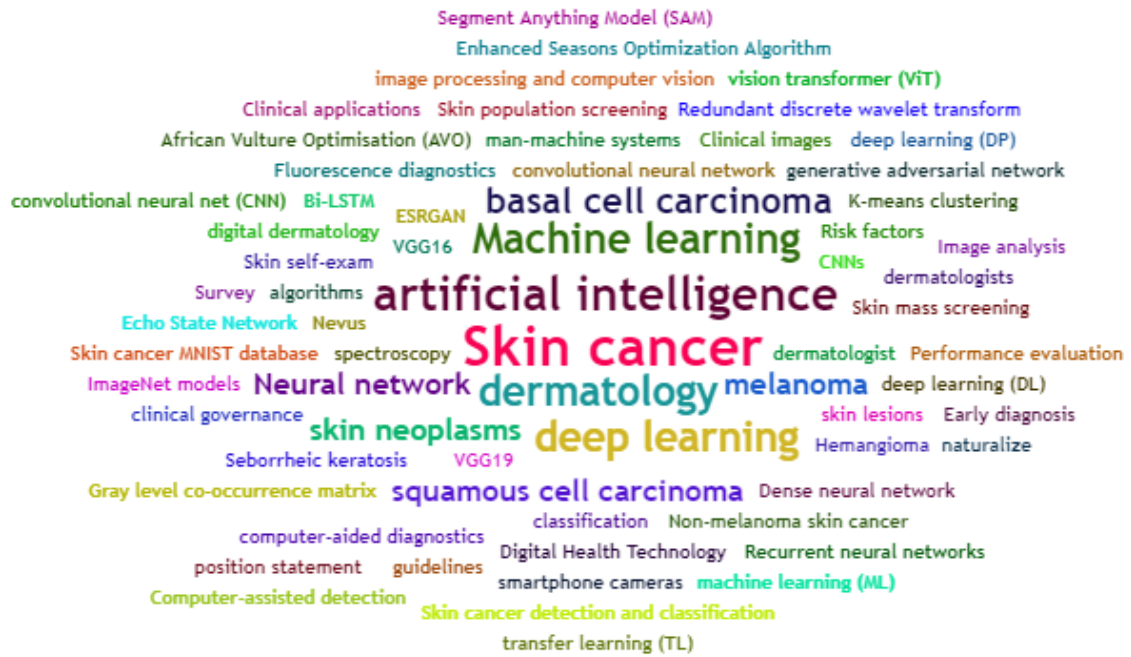 Segment Anything Model (SAM)
Enhanced Seasons Optimization Algorithm
image processing and computer vision vision transformer (ViT)
Clinical applications Skin population screening Redundant discrete wavelet transform
African Vulture Optimisation (AVO) man-machine systems Clinical images deep learning (DP)
Fluorescence diagnostics convolutional neural network generative adversarial network
convolutional neural net (CNN) Bi-LSTM ESRGAN basal cell carcinoma K-means clustering
digital dermatology VGG16 Machine learning Risk factors Image analysis
Skin self-exam CNNs dermatologists
Survey algorithms artificial intelligence Skin mass screening
Echo State Network Nevus
Skin cancer MNIST database spectroscopy Skin cancer dermatologist Performance evaluation
ImageNet models Neural network dermatology melanoma deep learning (DL)
clinical governance skin lesions Early diagnosis
skin neoplasms deep learning Hemangioma naturalize
Seborrheic keratosis VGG19
Gray level co-occurrence matrix squamous cell carcinoma Dense neural network
classification Non-melanoma skin cancer
computer-aided diagnostics Digital Health Technology Recurrent neural networks
position statement guidelines smartphone cameras machine learning (ML)
Computer-assisted detection Skin cancer detection and classification
transfer learning (TL)